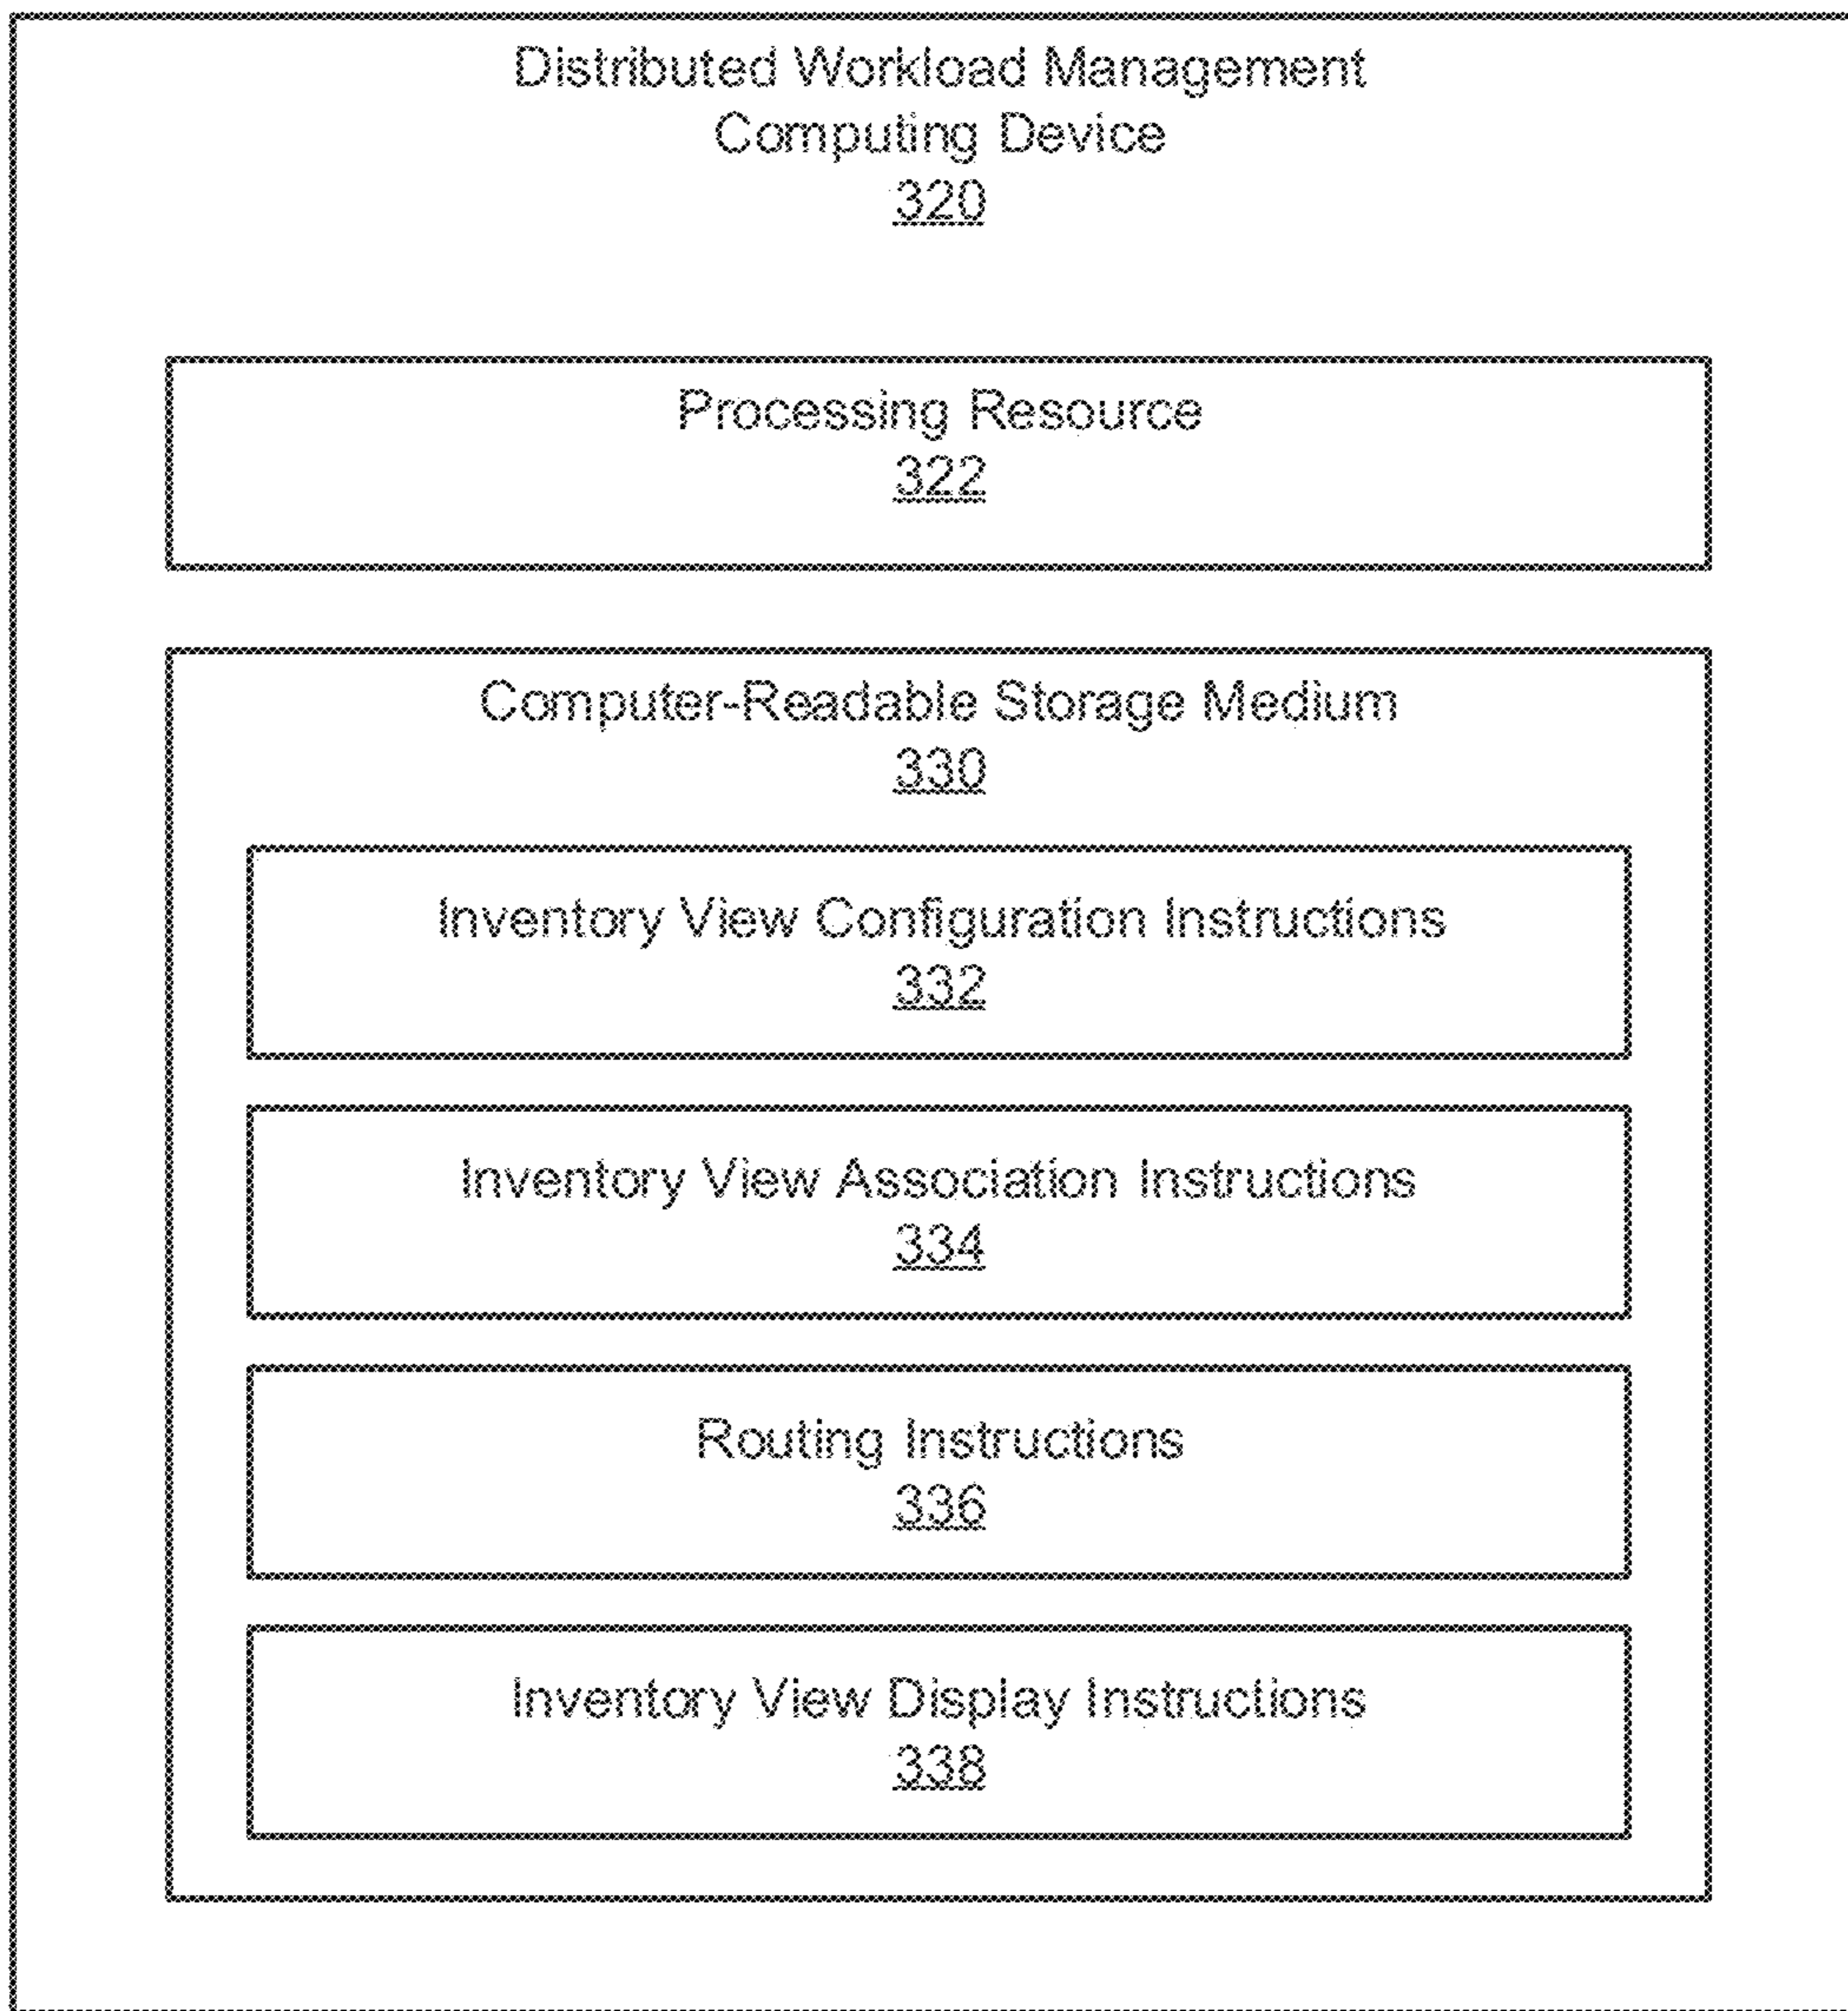 Distributed Workload Management
Computing Device
320
Processing Resource
322
Computer-Readable Storage Medium
330
Inventory View Configuration Instructions
332
Inventory View Association Instructions
334
Routing Instructions
336
Inventory View Display Instructions
338